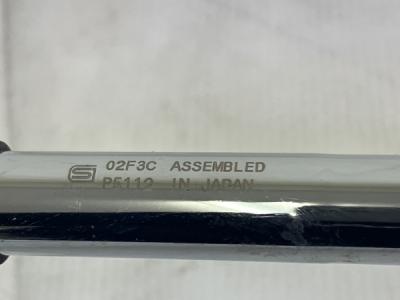 02F3C ASSEMBLED
P5112 IN JAPAN